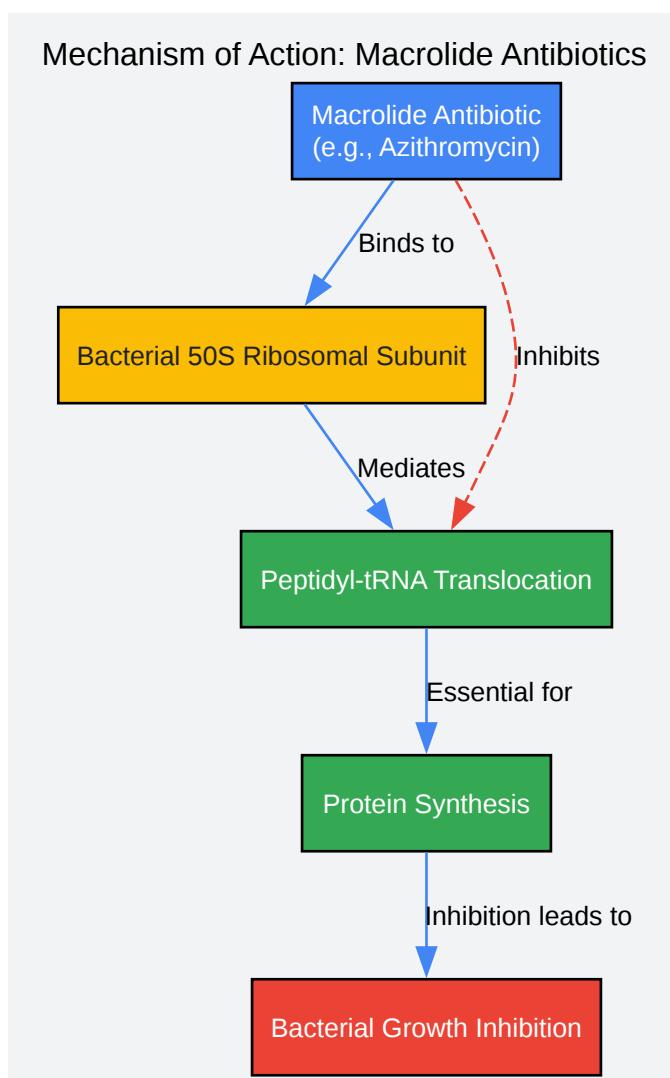 Mechanism of Action: Macrolide Antibiotics
Macrolide Antibiotic
(e.g., Azithromycin)
Binds to
Bacterial 50S Ribosomal Subunit
Inhibits
Mediates
Peptidyl-tRNA Translocation
Essential for
Protein Synthesis
Inhibition leads to
Bacterial Growth Inhibition